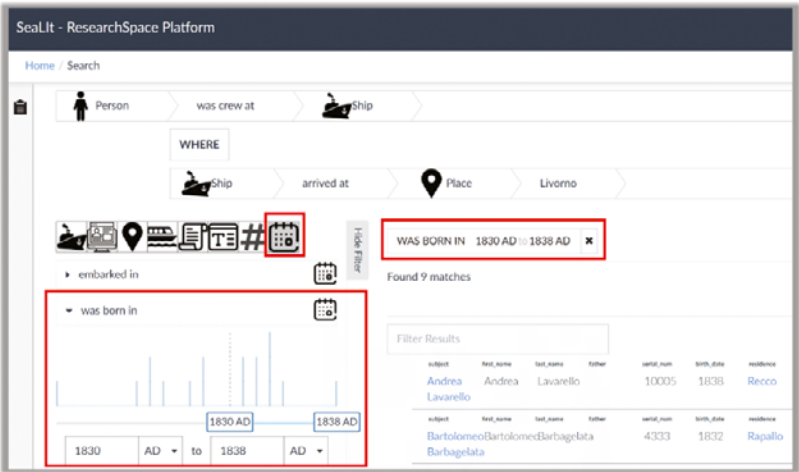 SeaLIt - ResearchSpace Platform
Home / Search
Person was crew at Ship
WHERE
Ship arrived at Place Livorno
Hide Filter
WAS BORN IN 1830 AD to 1838 AD ✖
embarked in
Found 9 matches
was born in
Filter Results
subject first_name last_name father serial_num birth_date residence
Andrea Lavarello Andrea Lavarello 10005 1838 Recco
1830 AD 1838 AD
subject first_name last_name father serial_num birth_date residence
Bartolomeo Barbagelata Bartolomeo Barbagelata 4333 1832 Rapallo
1830 AD to 1838 AD